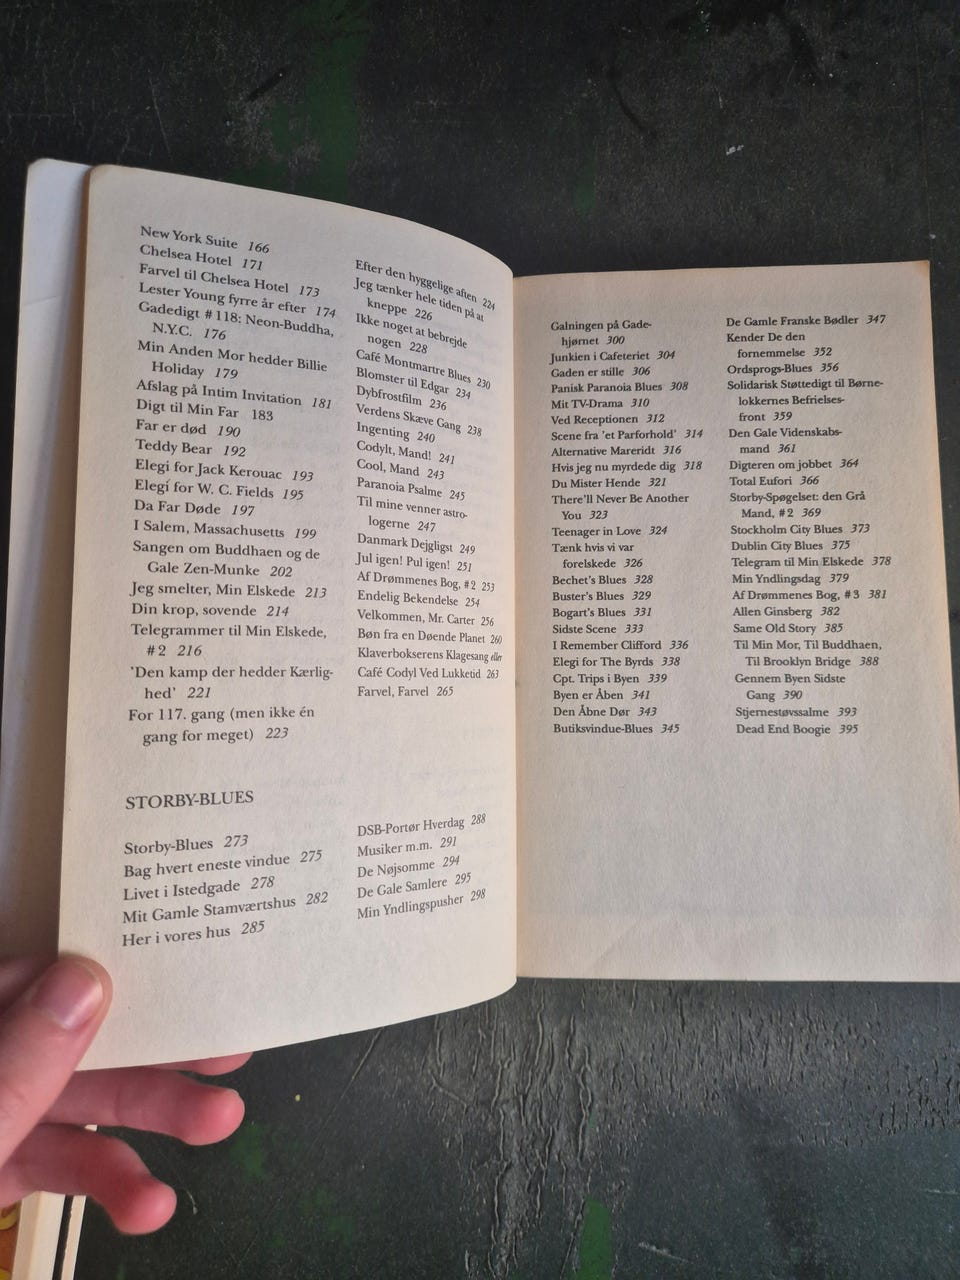 New York Suite 166
Chelsea Hotel 171
Farvel til Chelsea Hotel 173
Lester Young fyrre år efter 174
Gadedigt # 118: Neon-Buddha,
N.Y.C. 176
Min Anden Mor hedder Billie
Holiday 179
Afslag på Intim Invitation 181
Digt til Min Far 183
Far er død 190
Teddy Bear 192
Elegi for Jack Kerouac 193
Elegi for W. C. Fields 195
Da Far Døde 197
I Salem, Massachusetts 199
Sangen om Buddhaen og de
Gale Zen-Munke 202
Jeg smelter, Min Elskede 213
Din krop, sovende 214
Telegrammer til Min Elskede,
# 2 216
'Den kamp der hedder Kærlig-
hed' 221
For 117. gang (men ikke én
gang for meget) 223
Efter den hyggelige aften 224
Jeg tænker hele tiden på at
kneppe 226
Ikke noget at bebrejde
nogen 228
Café Montmartre Blues 230
Blomster til Edgar 234
Dybfrostfilm 236
Verdens Skæve Gang 238
Ingenting 240
Codylt, Mand! 241
Cool, Mand 243
Paranoia Psalme 245
Til mine venner astro-
logerne 247
Danmark Dejgligst 249
Jul igen! Pul igen! 251
Af Drømmenes Bog, # 2 253
Endelig Bekendelse 254
Velkommen, Mr. Carter 256
Bøn fra en Døende Planet 260
Klaverbokserens Klagesang eller
Café Codyl Ved Lukketid 263
Farvel, Farvel 265
STORBY-BLUES
Storby-Blues 273
Bag hvert eneste vindue 275
Livet i Istedgade 278
Mit Gamle Stamværtshus 282
Her i vores hus 285
DSB-Portør Hverdag 288
Musiker m.m. 291
De Nøjsomme 294
De Gale Samlere 295
Min Yndlingspusher 298
Galningen på Gade-
hjørnet 300
Junkien i Cafeteriet 304
Gaden er stille 306
Panisk Paranoia Blues 308
Mit TV-Drama 310
Ved Receptionen 312
Scene fra 'et Parforhold' 314
Alternative Mareridt 316
Hvis jeg nu myrdede dig 318
Du Mister Hende 321
There'll Never Be Another
You 323
Teenager in Love 324
Tænk hvis vi var
forelskede 326
Bechet's Blues 328
Buster's Blues 329
Bogart's Blues 331
Sidste Scene 333
I Remember Clifford 336
Elegi for The Byrds 338
Cpt. Trips i Byen 339
Byen er Åben 341
Den Åbne Dør 343
Butiksvindue-Blues 345
De Gamle Franske Bødler 347
Kender De den
fornemmelse 352
Ordsprogs-Blues 356
Solidarisk Støttedigt til Børne-
lokkernes Befrielses-
front 359
Den Gale Videnskabs-
mand 361
Digteren om jobbet 364
Total Eufori 366
Storby-Spøgelset: den Grå
Mand, # 2 369
Stockholm City Blues 373
Dublin City Blues 375
Telegram til Min Elskede 378
Min Yndlingsdag 379
Af Drømmenes Bog, # 3 381
Allen Ginsberg 382
Same Old Story 385
Til Min Mor, Til Buddhaen,
Til Brooklyn Bridge 388
Gennem Byen Sidste
Gang 390
Stjernestøvssalme 393
Dead End Boogie 395